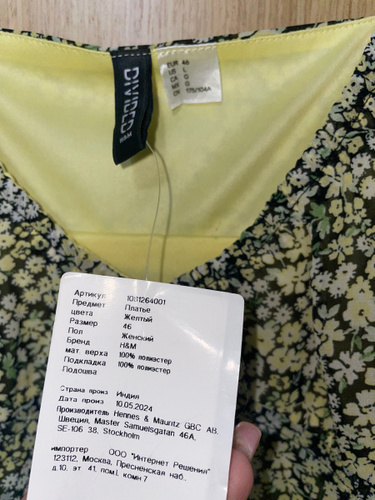 DIVIDED
H&M
EUR 46
US L
CA G
MX G
CN 175/104A
Артикул 1081264001
Предмет Платье
цвета Желтый
Размер 46
Пол Женский
Бренд H&M
мат. верха 100% полиэстер
Подкладка 100% полиэстер
Подошва
Страна произ Индия
Дата произ 10.05.2024
Производитель Hennes & Mauritz GBC AB.
Швеция, Master Samuelsgatan 46A,
SE-106 38, Stockholm
импортер ООО "Интернет Решения"
123112, Москва, Пресненская наб.,
д.10, эт 41, пом.I, комн.7